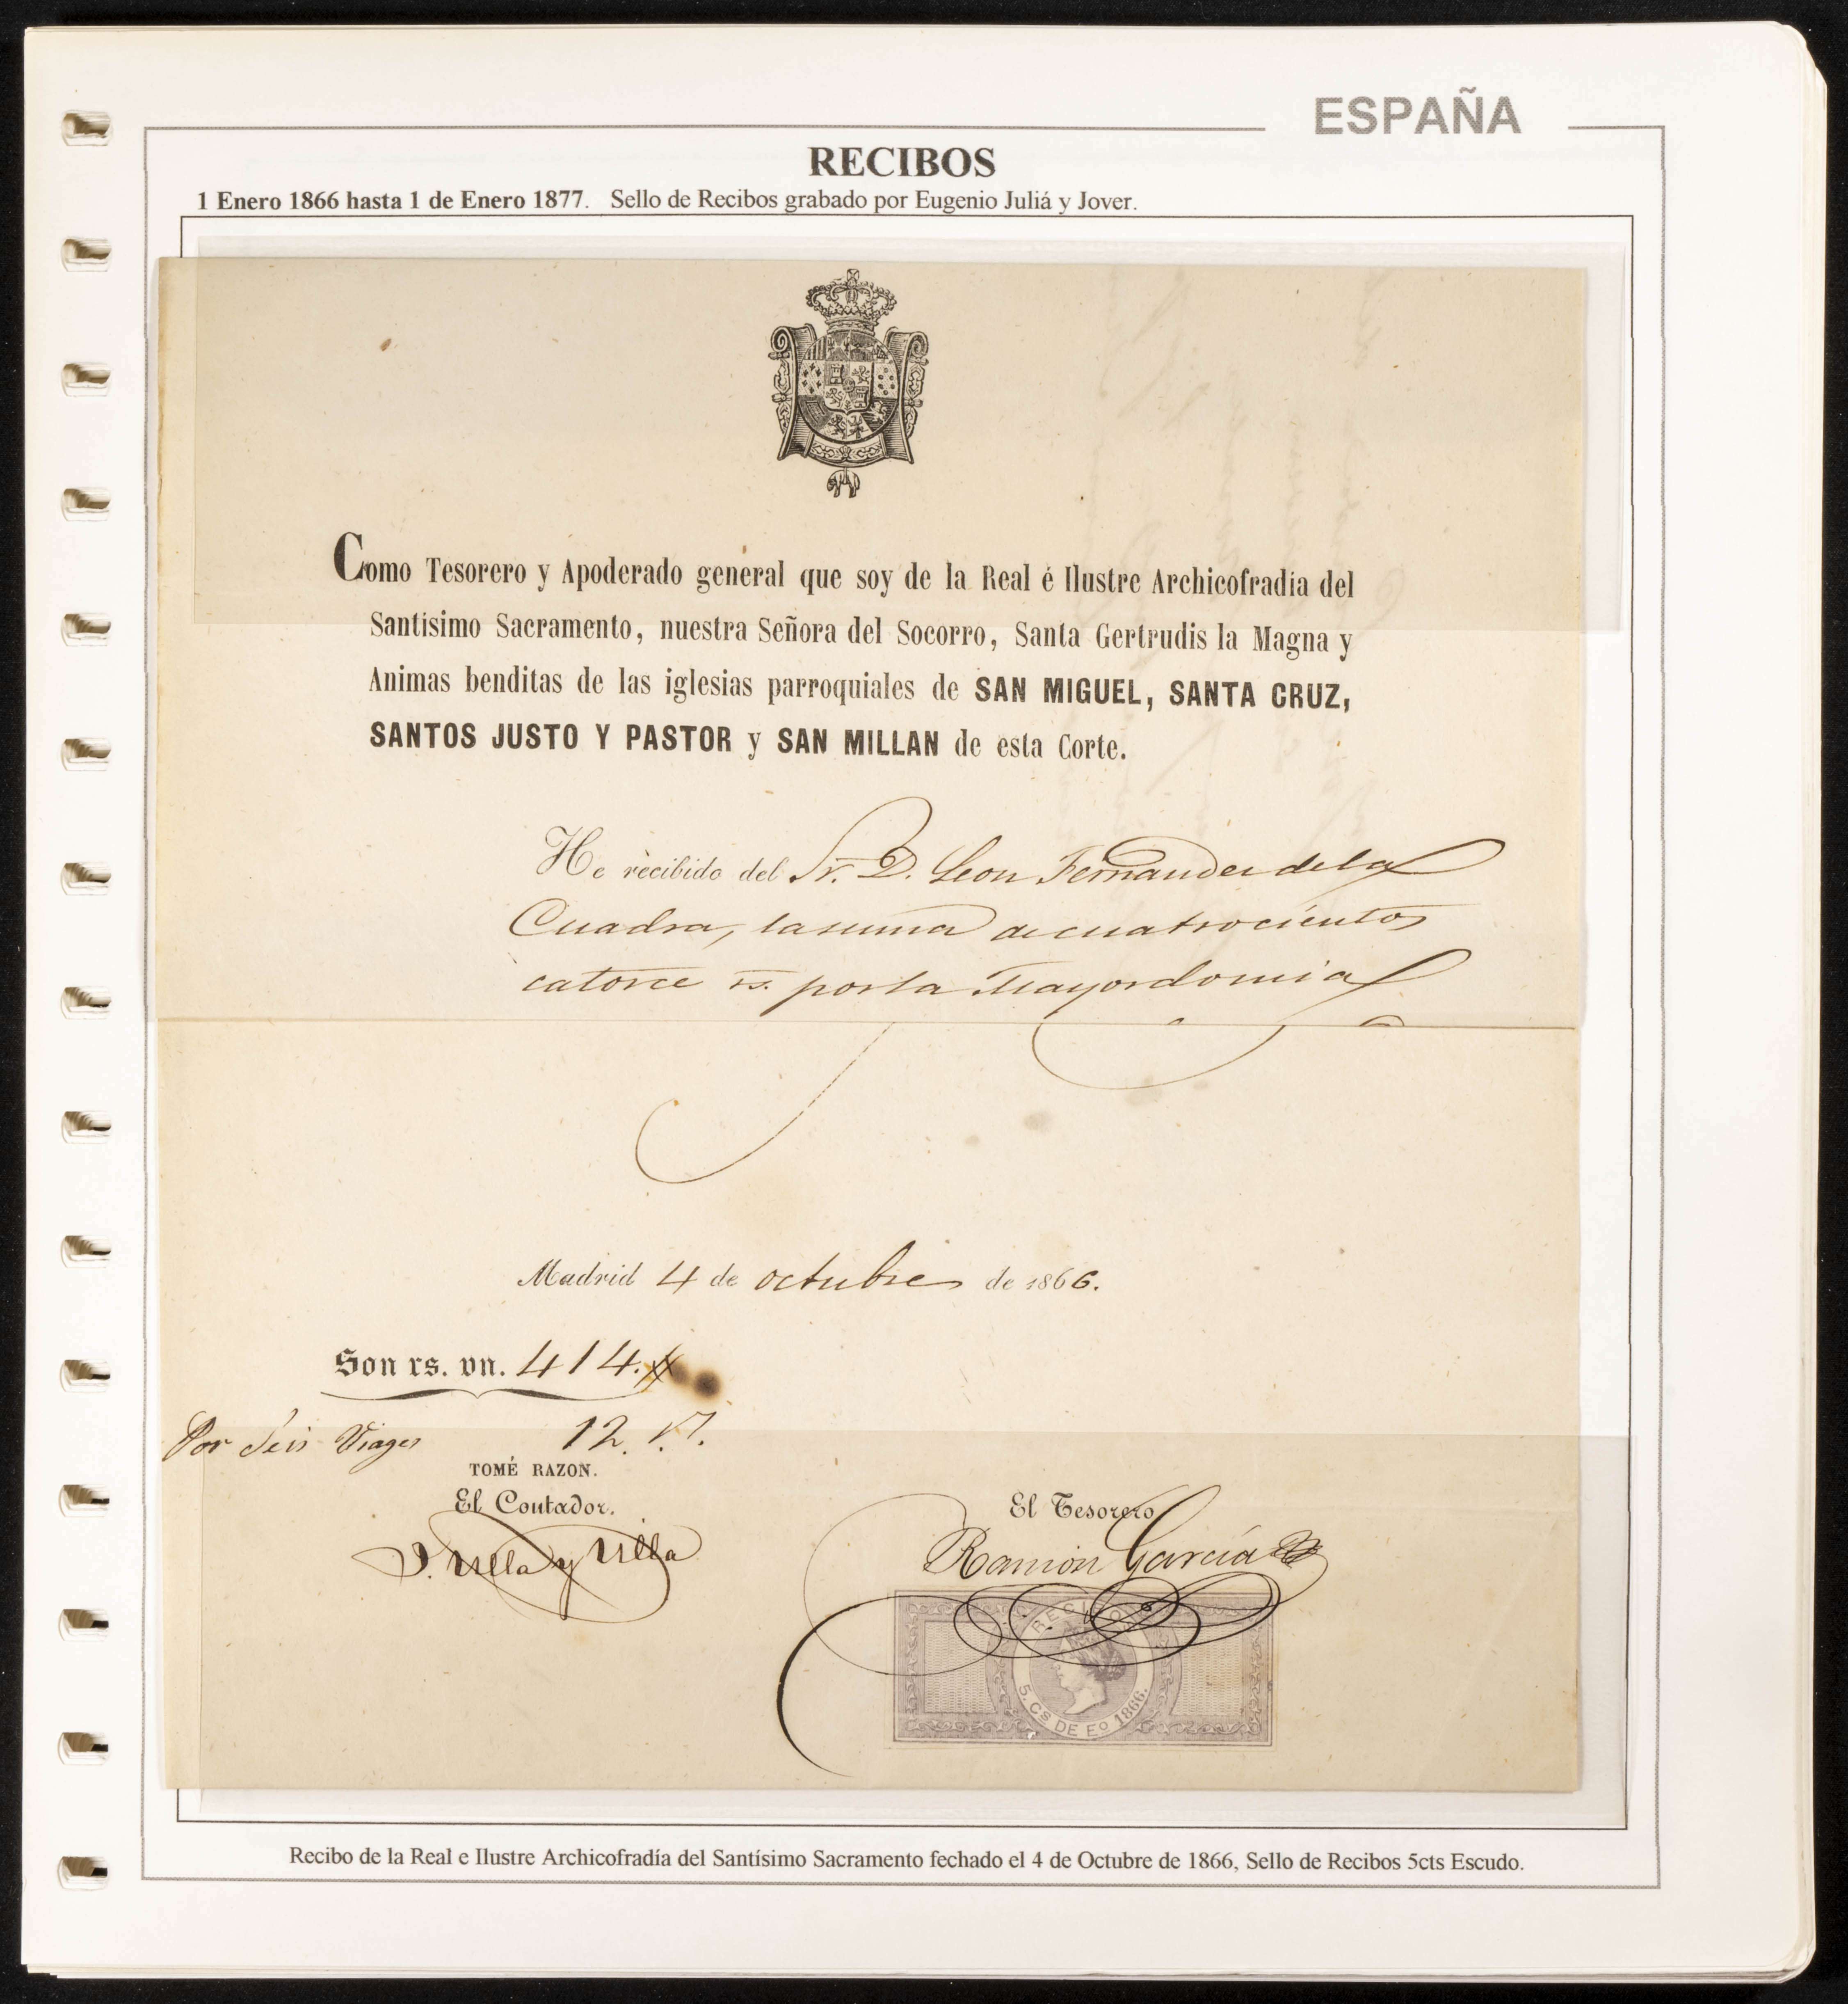 ESPAÑA
RECIBOS
1 Enero 1866 hasta 1 de Enero 1877. Sello de Recibos grabado por Eugenio Juliá y Jover.
Como Tesorero y Apoderado general que soy de la Real é Ilustre Archicofradía del
Santísimo Sacramento, nuestra Señora del Socorro, Santa Gertrudis la Magna y
Animas benditas de las iglesias parroquiales de SAN MIGUEL, SANTA CRUZ,
SANTOS JUSTO Y PASTOR y SAN MILLAN de esta Corte.
He recibido del Sr. D. Leon Fernandez de la
Cuadra, la suma de cuatrocientos
catorce rs. por la Mayordomia
Madrid 4 de octubre de 1866.
Son rs. vn. 414.
Por Seis Viages 12.
TOMÉ RAZON.
El Contador.
El Tesorero
Ulla y Villa
Ramón García
RECIBOS
5. Cs DE Eo 1866.
Recibo de la Real e Ilustre Archicofradía del Santísimo Sacramento fechado el 4 de Octubre de 1866, Sello de Recibos 5cts Escudo.